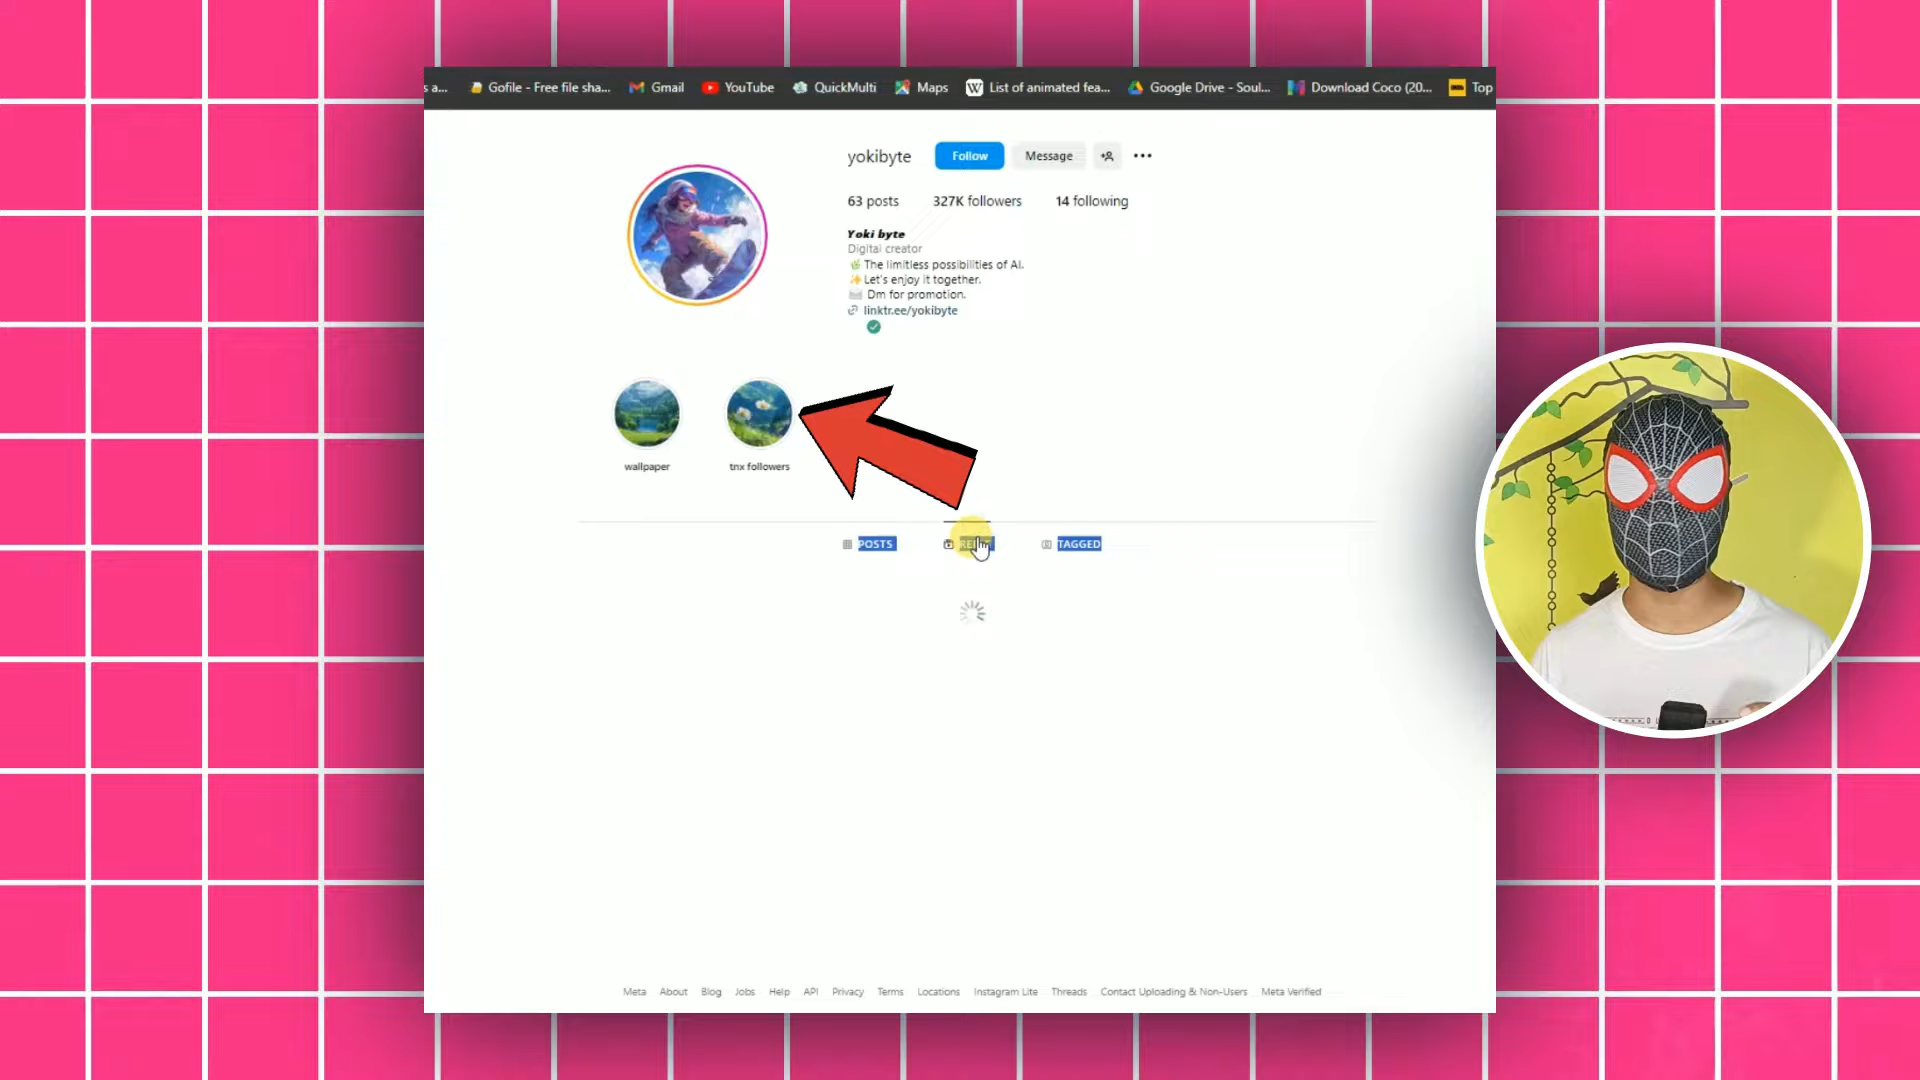 s a... Gofile - Free file sha... Gmail YouTube QuickMulti Maps W List of animated fea... Google Drive - Soul... Download Coco (20... Top
yokibyte Follow Message
63 posts 327K followers 14 following
Yoki byte
Digital creator
🌿 The limitless possibilities of AI.
✨ Let's enjoy it together.
✉️ Dm for promotion.
linktr.ee/yokibyte
wallpaper tnx followers
POSTS TAGGED
Meta About Blog Jobs Help API Privacy Terms Locations Instagram Lite Threads Contact Uploading & Non-Users Meta Verified